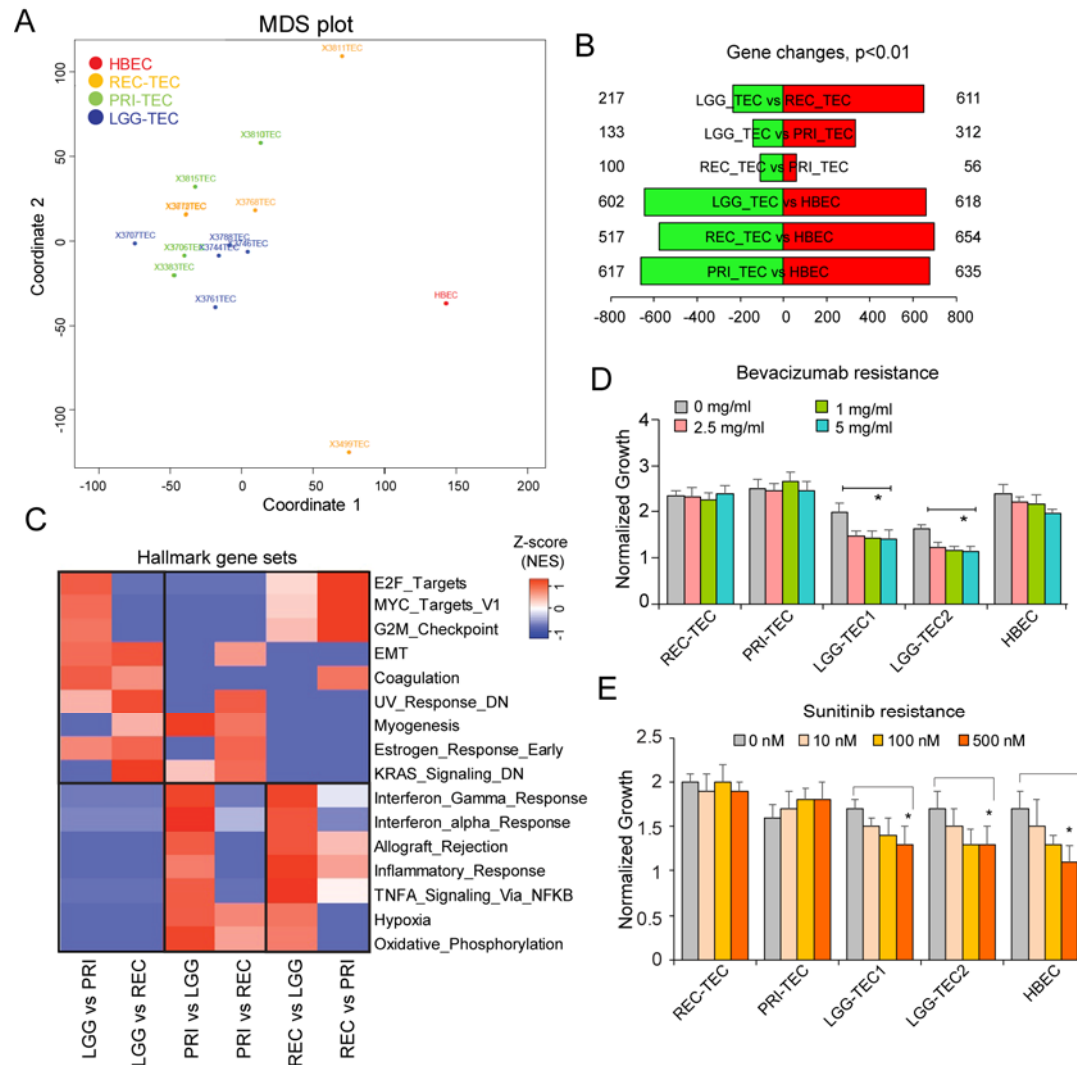 A
MDS plot
HBEC
REC-TEC
PRI-TEC
LGG-TEC
X3811TEC
X3810TEC
X3815TEC
X3768TEC
X3707TEC
X3788TEC
X3746TEC
X3706TEC
X3744TEC
X3383TEC
X3761TEC
HBEC
X3499TEC
Coordinate 2
100
50
0
-50
-100
-100
-50
0
50
100
150
200
Coordinate 1
B
Gene changes, p<0.01
217 LGG_TEC vs REC_TEC 611
133 LGG_TEC vs PRI_TEC 312
100 REC_TEC vs PRI_TEC 56
602 LGG_TEC vs HBEC 618
517 REC_TEC vs HBEC 654
617 PRI_TEC vs HBEC 635
-800 -600 -400 -200 0 200 400 600 800
C
Hallmark gene sets
Z-score
(NES)
1
0
-1
E2F_Targets
MYC_Targets_V1
G2M_Checkpoint
EMT
Coagulation
UV_Response_DN
Myogenesis
Estrogen_Response_Early
KRAS_Signaling_DN
Interferon_Gamma_Response
Interferon_alpha_Response
Allograft_Rejection
Inflammatory_Response
TNFA_Signaling_Via_NFKB
Hypoxia
Oxidative_Phosphorylation
LGG vs PRI
LGG vs REC
PRI vs LGG
PRI vs REC
REC vs LGG
REC vs PRI
D
Bevacizumab resistance
0 mg/ml 1 mg/ml
2.5 mg/ml 5 mg/ml
Normalized Growth
4
3
2
1
0
* *
REC-TEC
PRI-TEC
LGG-TEC1
LGG-TEC2
HBEC
E
Sunitinib resistance
0 nM 10 nM 100 nM 500 nM
Normalized Growth
2.5
2
1.5
1
0
* * *
REC-TEC
PRI-TEC
LGG-TEC1
LGG-TEC2
HBEC